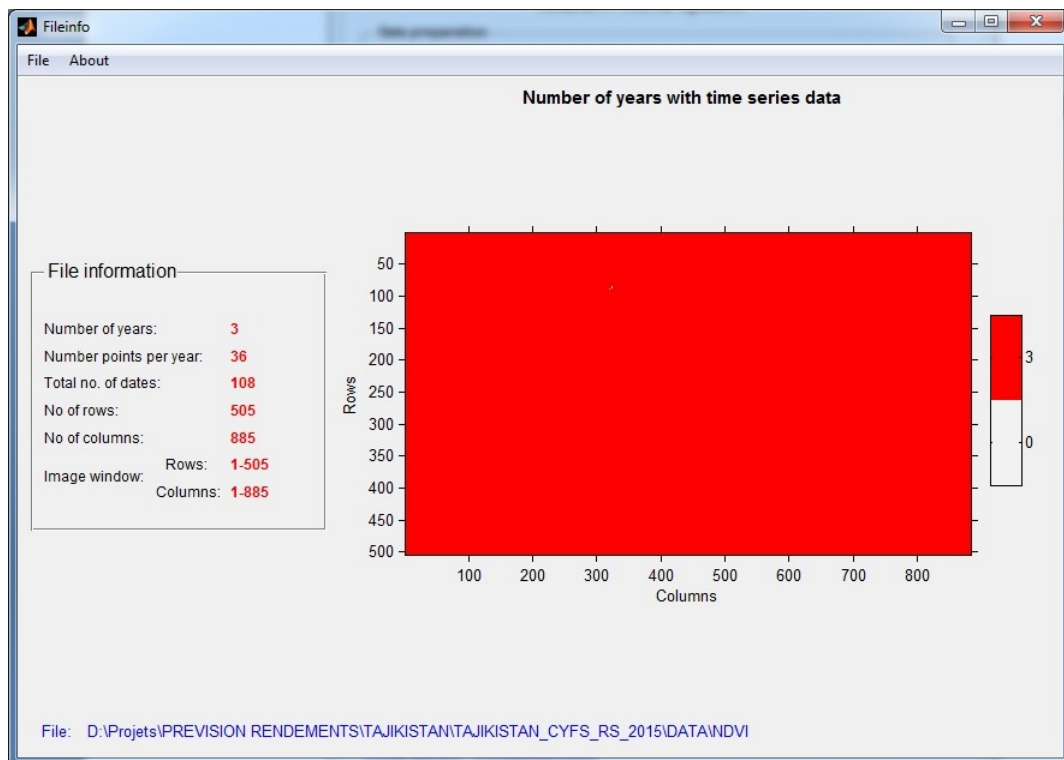 Fileinfo
Data preparation
File About
Number of years with time series data
File information
Number of years: 3
Number points per year: 36
Total no. of dates: 108
No of rows: 505
No of columns: 885
Image window: Rows: 1-505
Columns: 1-885
Rows
50
100
150
200
250
300
350
400
450
500
100 200 300 400 500 600 700 800
Columns
3
0
File: D:\Projets\PREVISION RENDEMENTS\TAJIKISTAN\TAJIKISTAN_CYFS_RS_2015\DATA\NDVI